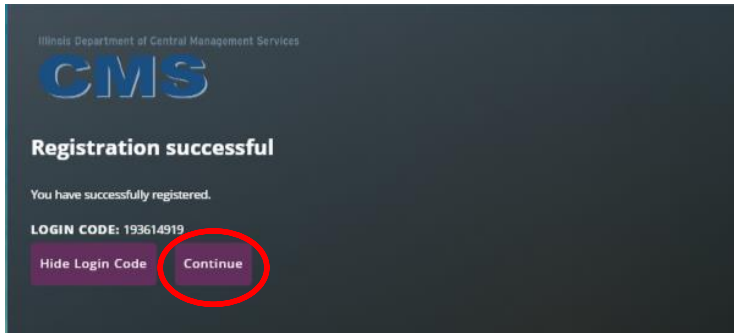 Illinois Department of Central Management Services
CMS
Registration successful
You have successfully registered.
LOGIN CODE: 193614919
Hide Login Code Continue